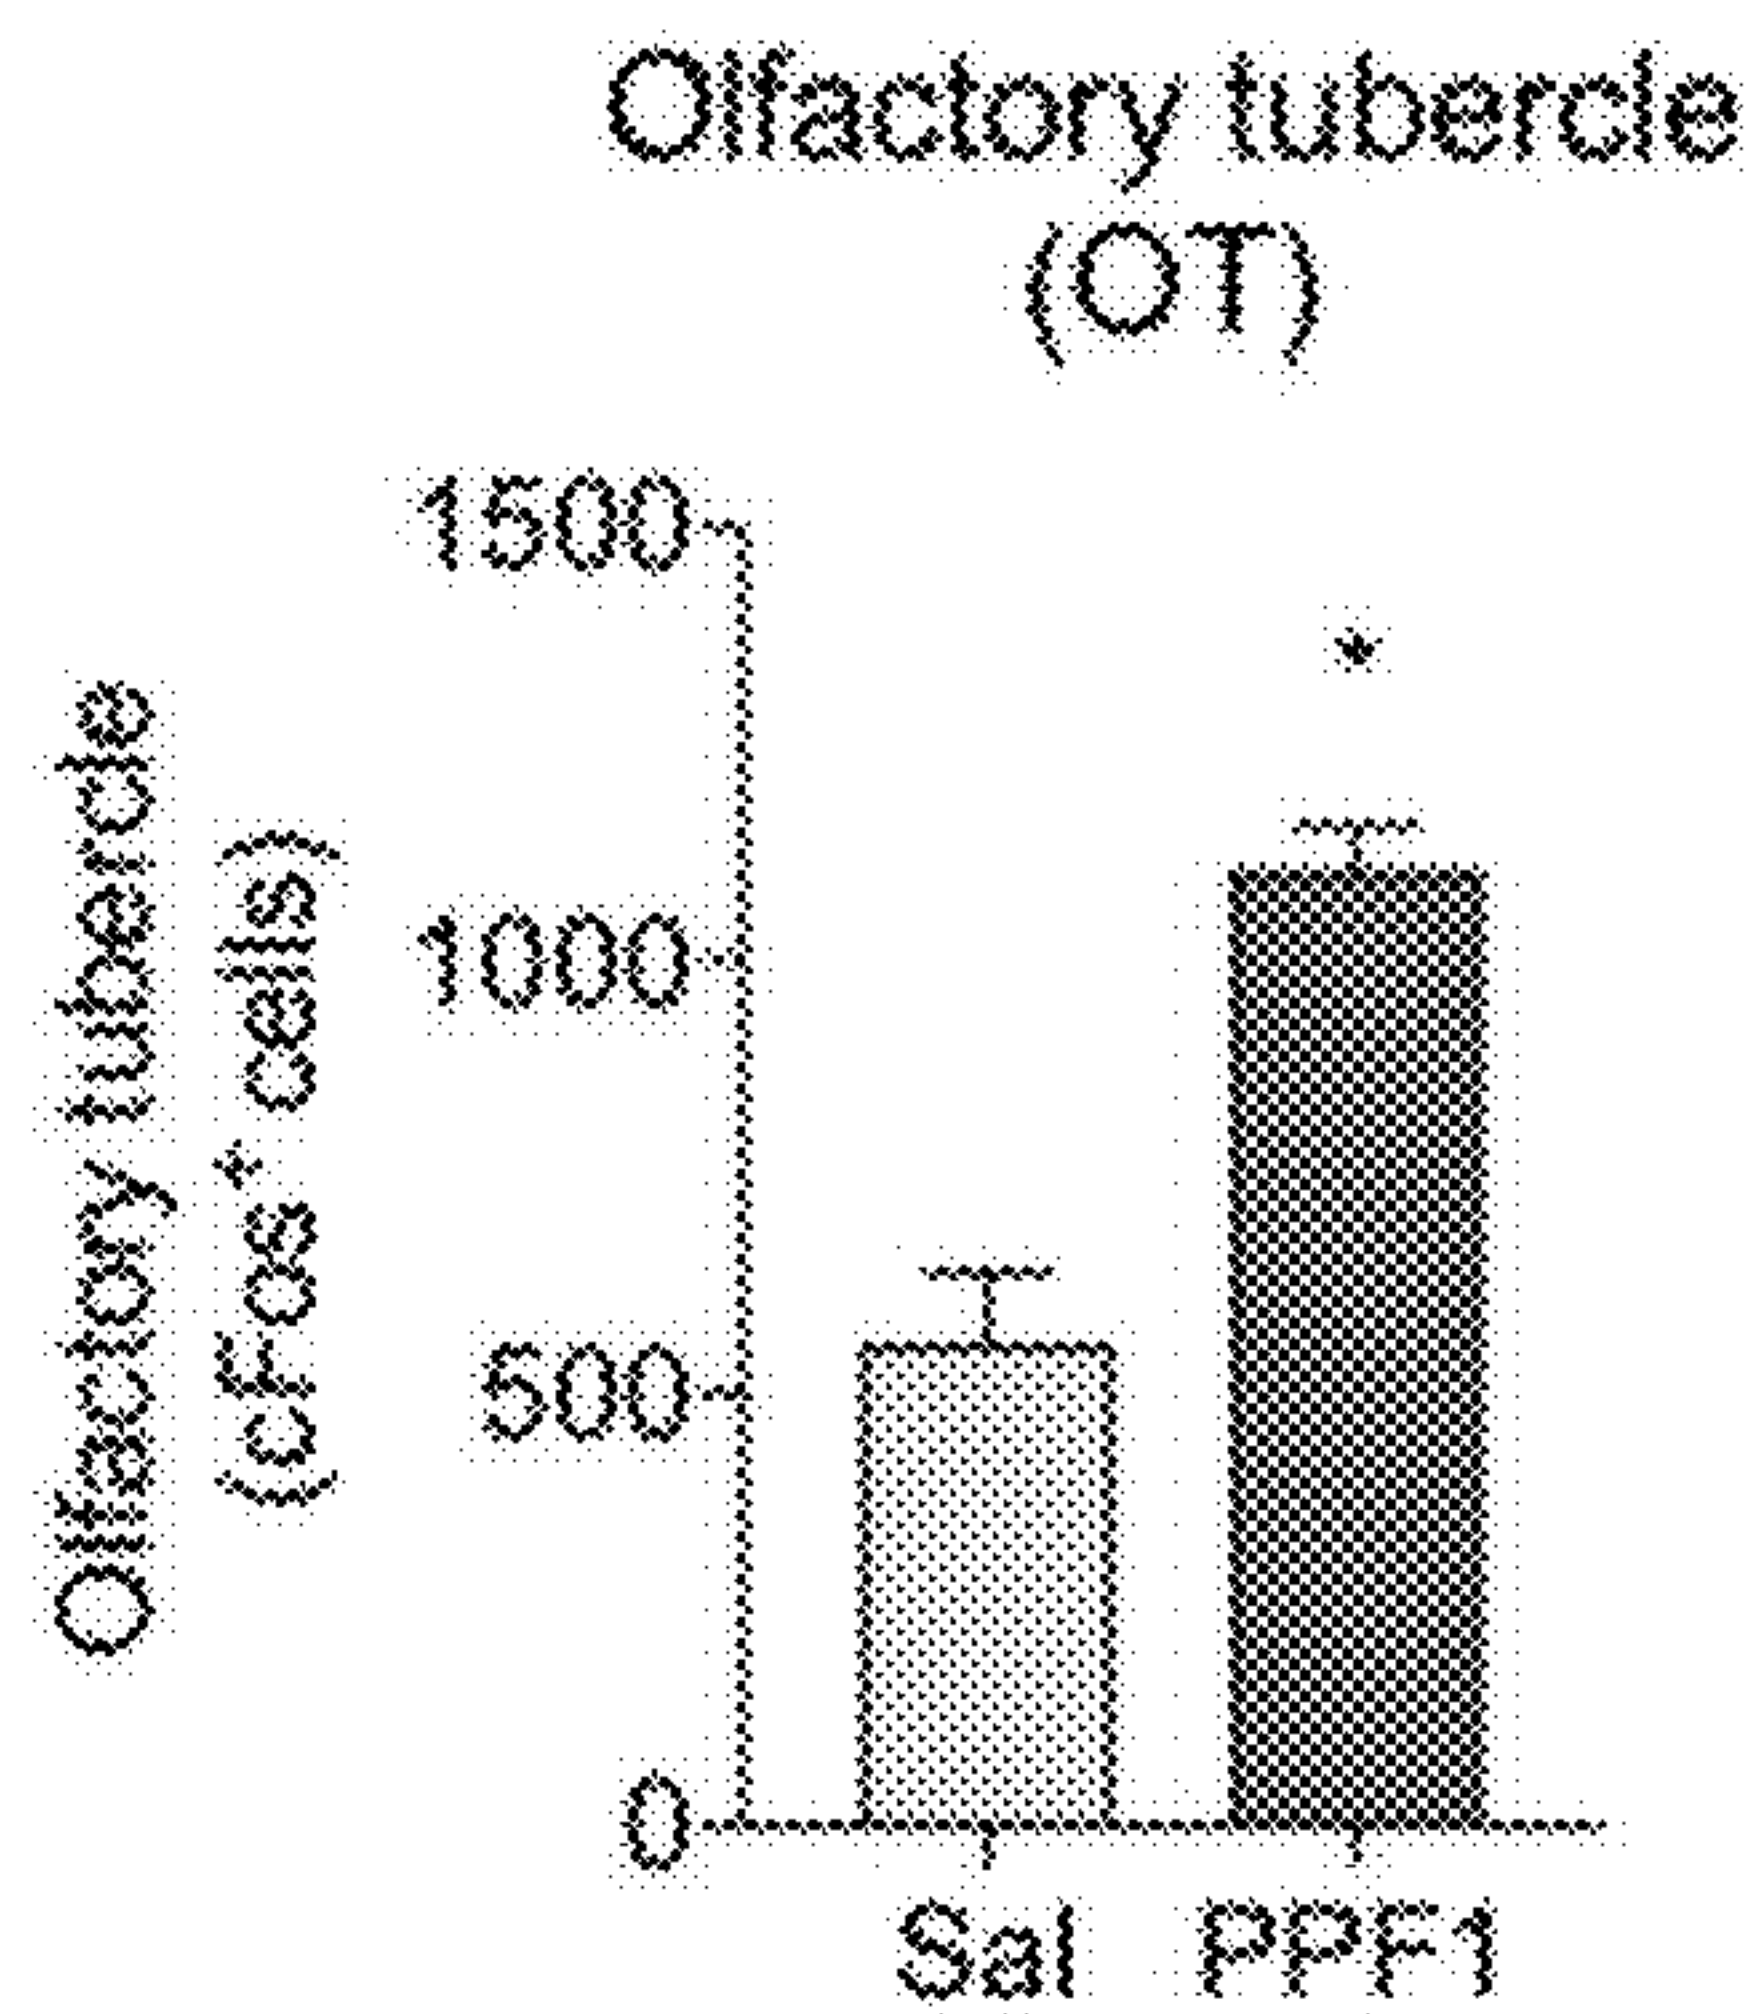 Olfactory tubercle
(OT)
Olfactory tubercle
(cFos⁺ cells)
1500
1000
500
0
*
Sal
PPF1